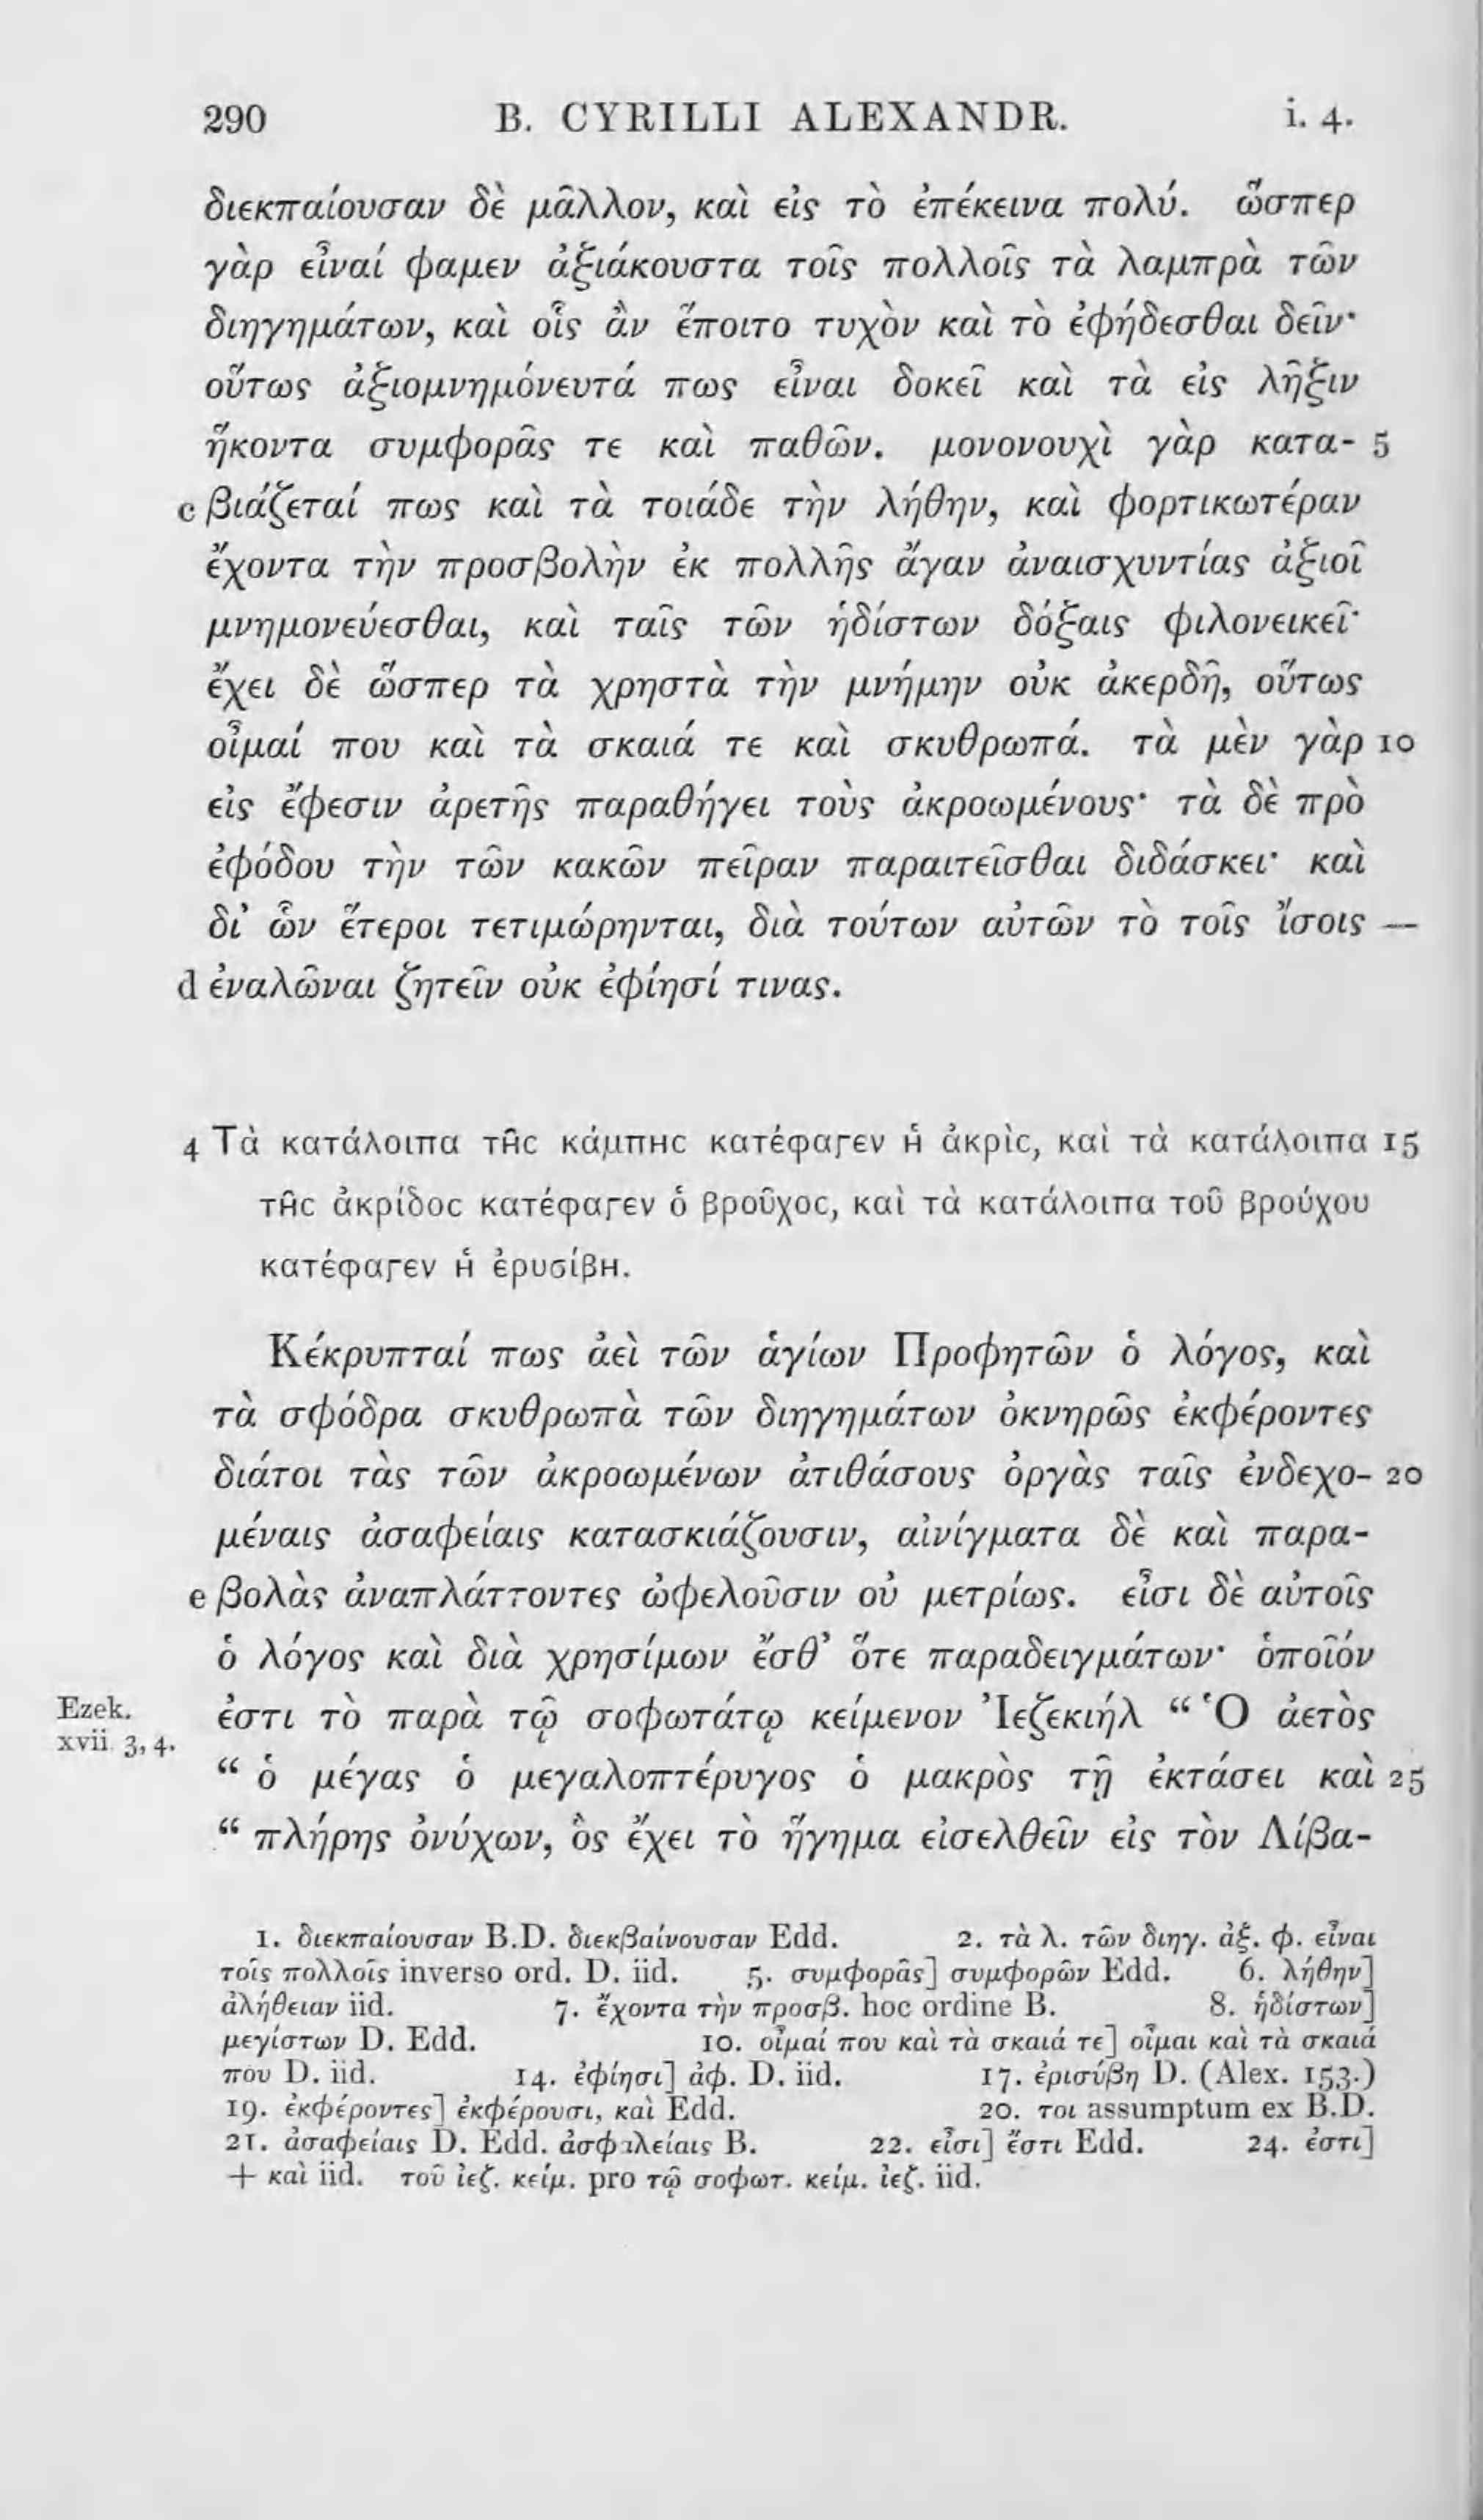 290 B. CYRILLI ALEXANDR. i. 4.
διεκπαίουσαν δὲ μᾶλλον, καὶ εἰς τὸ ἐπέκεινα πολύ. ὥσπερ
γὰρ εἶναί φαμεν ἀξιάκουστα τοῖς πολλοῖς τὰ λαμπρὰ τῶν
διηγημάτων, καὶ οἷς ἂν ἕποιτο τυχὸν καὶ τὸ ἐφήδεσθαι δεῖν·
οὕτως ἀξιομνημόνευτά πως εἶναι δοκεῖ καὶ τὰ εἰς λῆξιν
ἥκοντα συμφορᾶς τε καὶ παθῶν. μονονουχὶ γὰρ κατα- 5
c βιάζεταί πως καὶ τὰ τοιάδε τὴν λήθην, καὶ φορτικωτέραν
ἔχοντα τὴν προσβολὴν ἐκ πολλῆς ἄγαν ἀναισχυντίας ἀξιοῖ
μνημονεύεσθαι, καὶ ταῖς τῶν ἡδίστων δόξαις φιλονεικεῖ·
ἔχει δὲ ὥσπερ τὰ χρηστὰ τὴν μνήμην οὐκ ἀκερδῆ, οὕτως
οἶμαί που καὶ τὰ σκαιά τε καὶ σκυθρωπά. τὰ μὲν γὰρ 10
εἰς ἔφεσιν ἀρετῆς παραθήγει τοὺς ἀκροωμένους· τὰ δὲ πρὸ
ἐφόδου τὴν τῶν κακῶν πεῖραν παραιτεῖσθαι διδάσκει· καὶ
δι’ ὧν ἕτεροι τετιμώρηνται, διὰ τούτων αὐτῶν τὸ τοῖς ἴσοις —
d ἐναλῶναι ζητεῖν οὐκ ἐφίησί τινας.
4 Τὰ κατάλοιπα τῆς κάμπης κατέφαγεν ἡ ἀκρὶς, καὶ τὰ κατάλοιπα 15
τῆς ἀκρίδος κατέφαγεν ὁ βροῦχος, καὶ τὰ κατάλοιπα τοῦ βρούχου
κατέφαγεν ἡ ἐρυσίβη.
Κέκρυπταί πως ἀεὶ τῶν ἁγίων Προφητῶν ὁ λόγος, καὶ
τὰ σφόδρα σκυθρωπὰ τῶν διηγημάτων ὀκνηρῶς ἐκφέροντες
διάτοι τὰς τῶν ἀκροωμένων ἀτιθάσους ὀργὰς ταῖς ἐνδεχο- 20
μέναις ἀσαφείαις κατασκιάζουσιν, αἰνίγματα δὲ καὶ παρα-
e βολὰς ἀναπλάττοντες ὠφελοῦσιν οὐ μετρίως. εἶσι δὲ αὐτοῖς
ὁ λόγος καὶ διὰ χρησίμων ἔσθ’ ὅτε παραδειγμάτων· ὁποῖόν
Ezek. xvii. 3, 4. ἐστι τὸ παρὰ τῷ σοφωτάτῳ κείμενον Ἰεζεκιήλ “ Ὁ ἀετὸς
“ ὁ μέγας ὁ μεγαλοπτέρυγος ὁ μακρὸς τῇ ἐκτάσει καὶ 25
“ πλήρης ὀνύχων, ὃς ἔχει τὸ ἥγημα εἰσελθεῖν εἰς τὸν Λίβα-
1. διεκπαίουσαν B.D. διεκβαίνουσαν Edd. 2. τὰ λ. τῶν διηγ. ἀξ. φ. εἶναι
τοῖς πολλοῖς inverso ord. D. iid. 5. συμφορᾶς] συμφορῶν Edd. 6. λήθην]
ἀλήθειαν iid. 7. ἔχοντα τὴν προσβ. hoc ordine B. 8. ἡδίστων]
μεγίστων D. Edd. 10. οἶμαί που καὶ τὰ σκαιά τε] οἶμαι καὶ τὰ σκαιά
που D. iid. 14. ἐφίησι] ἀφ. D. iid. 17. ἐρισύβη D. (Alex. 153.)
19. ἐκφέροντες] ἐκφέρουσι, καὶ Edd. 20. τοι assumptum ex B.D.
21. ἀσαφείαις D. Edd. ἀσφαλείαις B. 22. εἶσι] ἔστι Edd. 24. ἐστι]
+ καὶ iid. τοῦ ἰεζ. κείμ. pro τῷ σοφωτ. κείμ. ἰεζ. iid.